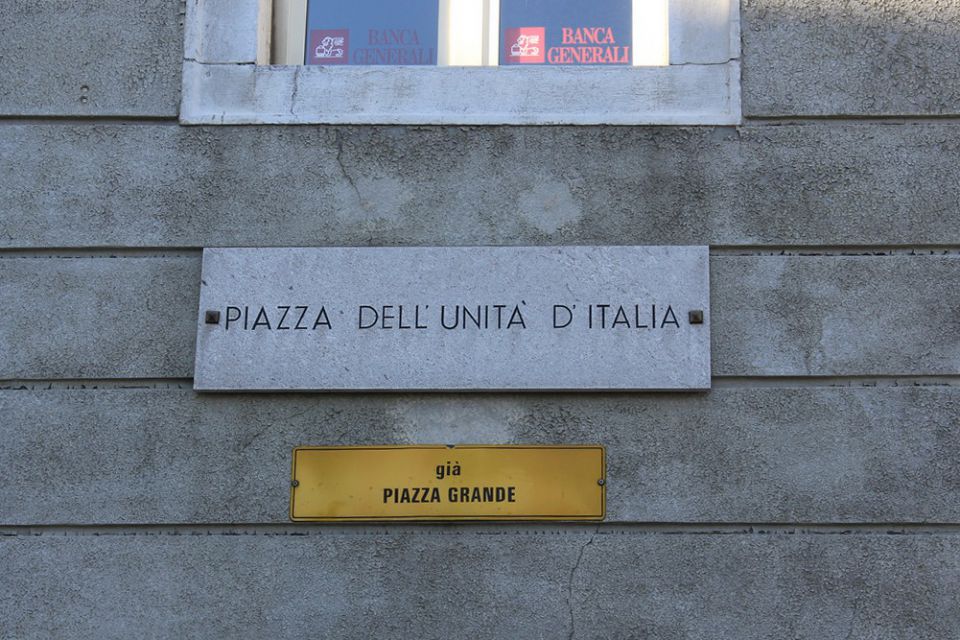 BANCA
GENERALI
BANCA
GENERALI
PIAZZA DELL'UNITÀ D'ITALIA
già
PIAZZA GRANDE